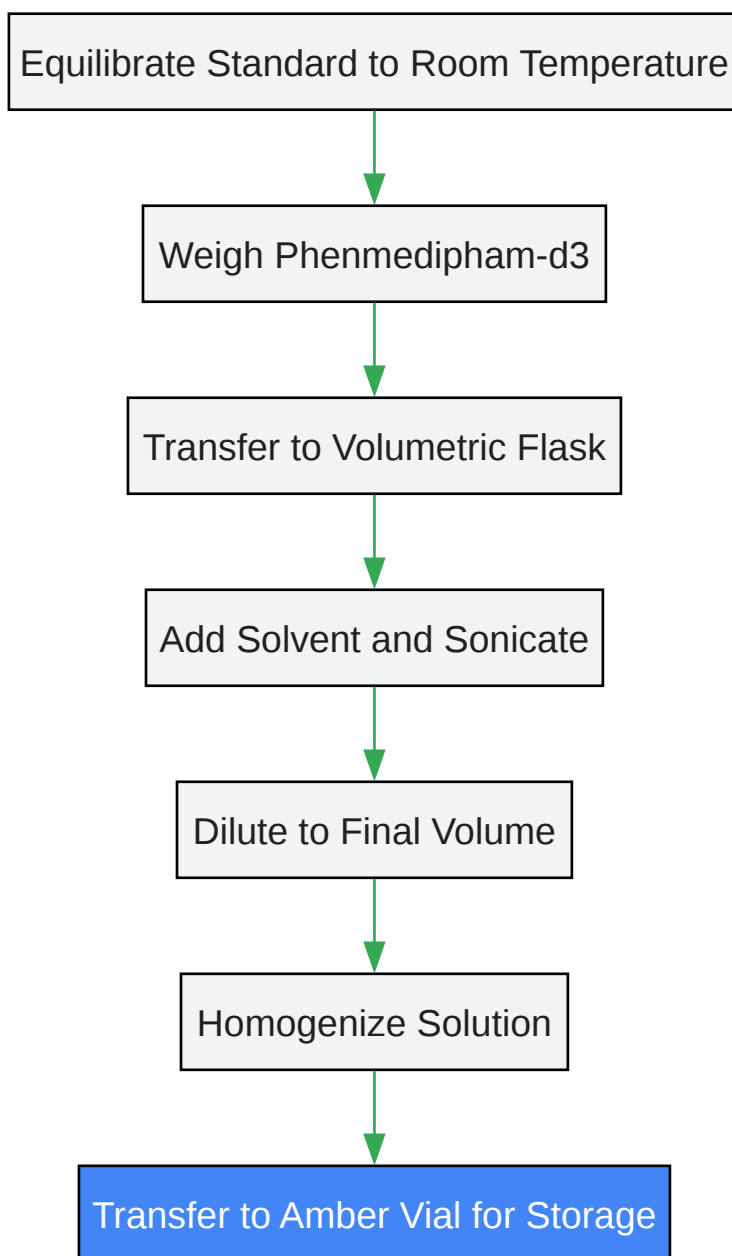 Equilibrate Standard to Room Temperature
Weigh Phenmedipham-d3
Transfer to Volumetric Flask
Add Solvent and Sonicate
Dilute to Final Volume
Homogenize Solution
Transfer to Amber Vial for Storage